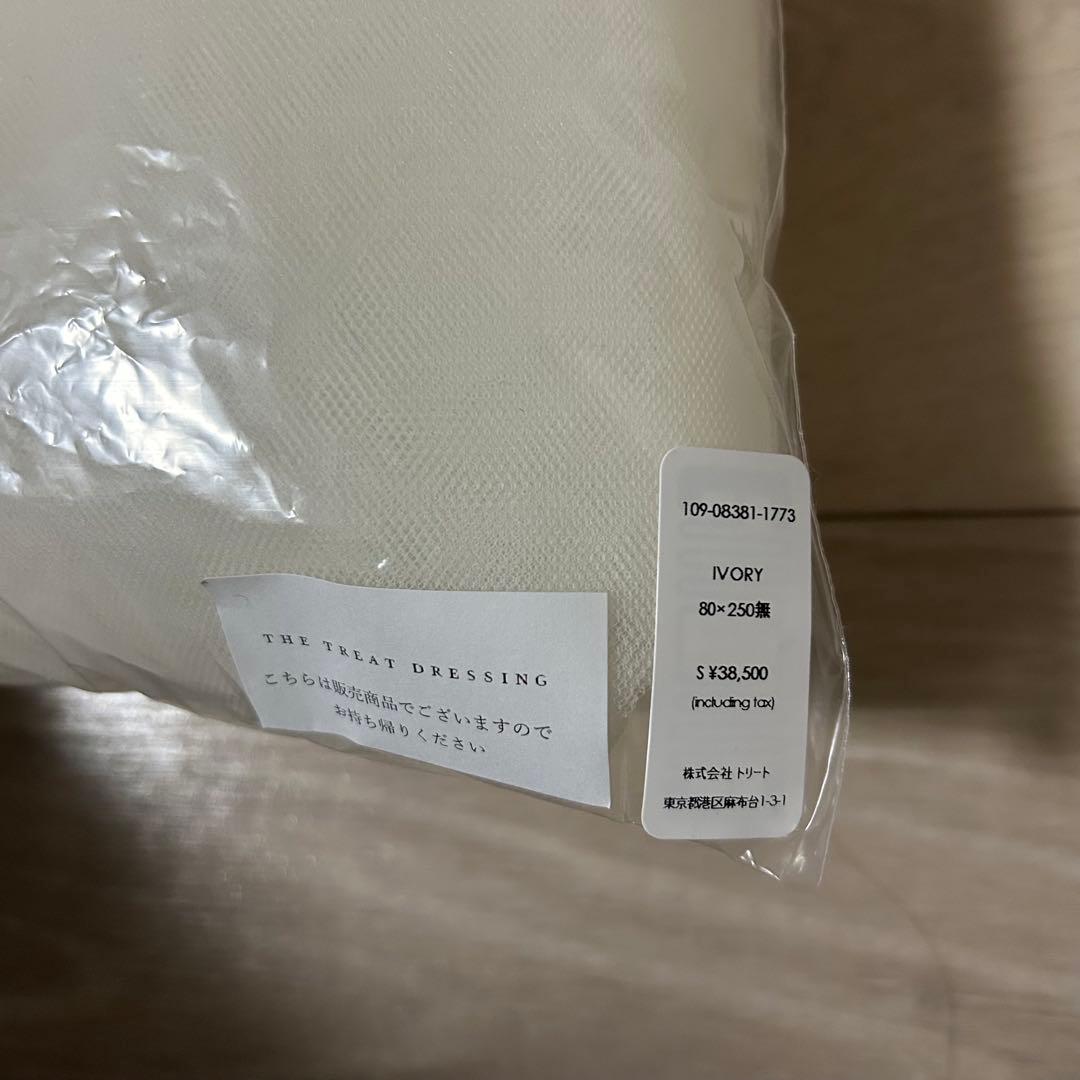 THE TREAT DRESSING
こちらは販売商品でございますので
お持ち帰りください
109-08381-1773
IVORY
80×250無
S ¥38,500
(including tax)
株式会社 トリート
東京都港区麻布台1-3-1